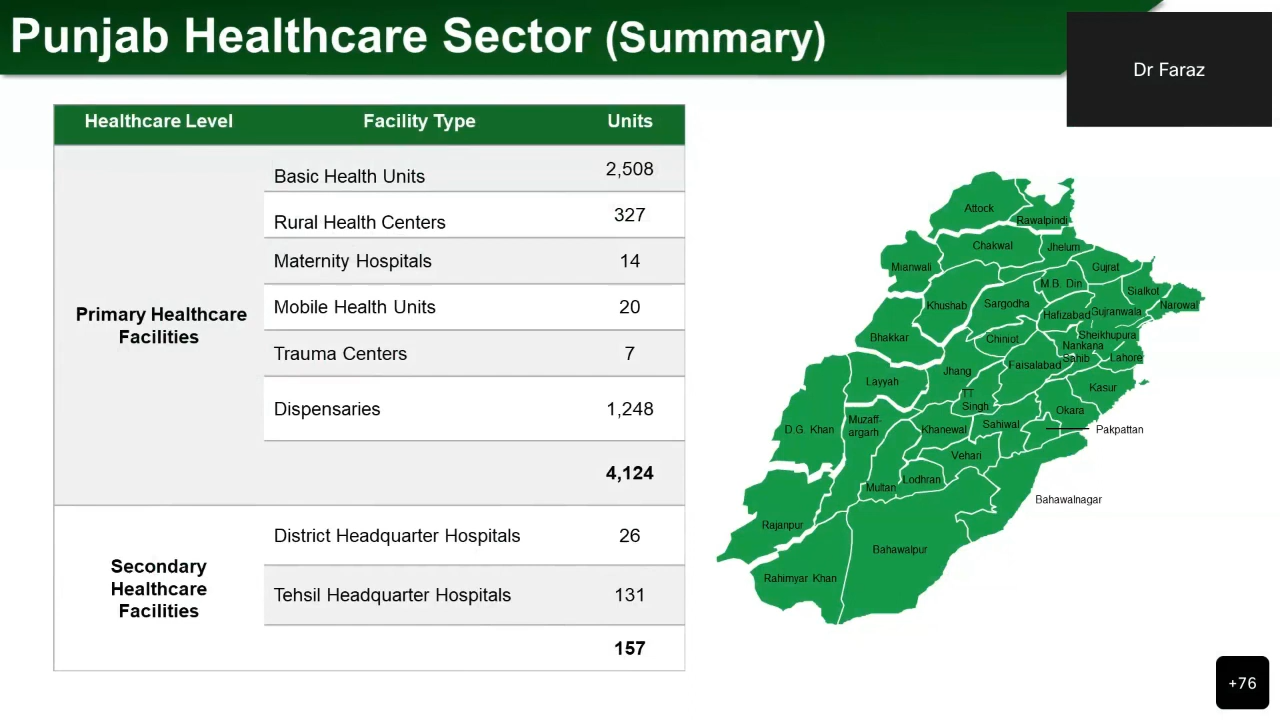 Punjab Healthcare Sector (Summary)
Dr Faraz
Healthcare Level Facility Type Units
Primary Healthcare
Facilities
Basic Health Units 2,508
Rural Health Centers 327
Maternity Hospitals 14
Mobile Health Units 20
Trauma Centers 7
Dispensaries 1,248
4,124
Secondary
Healthcare
Facilities
District Headquarter Hospitals 26
Tehsil Headquarter Hospitals 131
157
Attock
Rawalpindi
Chakwal
Jhelum
Mianwali
Gujrat
M.B. Din
Sialkot
Khushab
Sargodha
Narowal
Hafizabad
Gujranwala
Bhakkar
Chiniot
Sheikhupura
Nankana
Sahib
Lahore
Faisalabad
Jhang
Layyah
Kasur
TT
Singh
Okara
D.G. Khan
Muzaff-
argarh
Khanewal
Sahiwal
Pakpattan
Vehari
Multan
Lodhran
Bahawalnagar
Rajanpur
Bahawalpur
Rahimyar Khan
+76